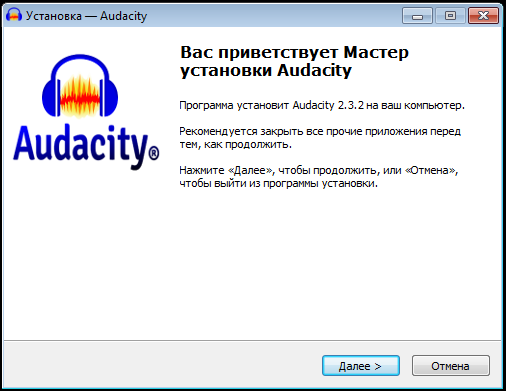 Установка — Audacity
Вас приветствует Мастер
установки Audacity
Audacity®
Программа установит Audacity 2.3.2 на ваш компьютер.
Рекомендуется закрыть все прочие приложения перед
тем, как продолжить.
Нажмите «Далее», чтобы продолжить, или «Отмена»,
чтобы выйти из программы установки.
Далее >
Отмена